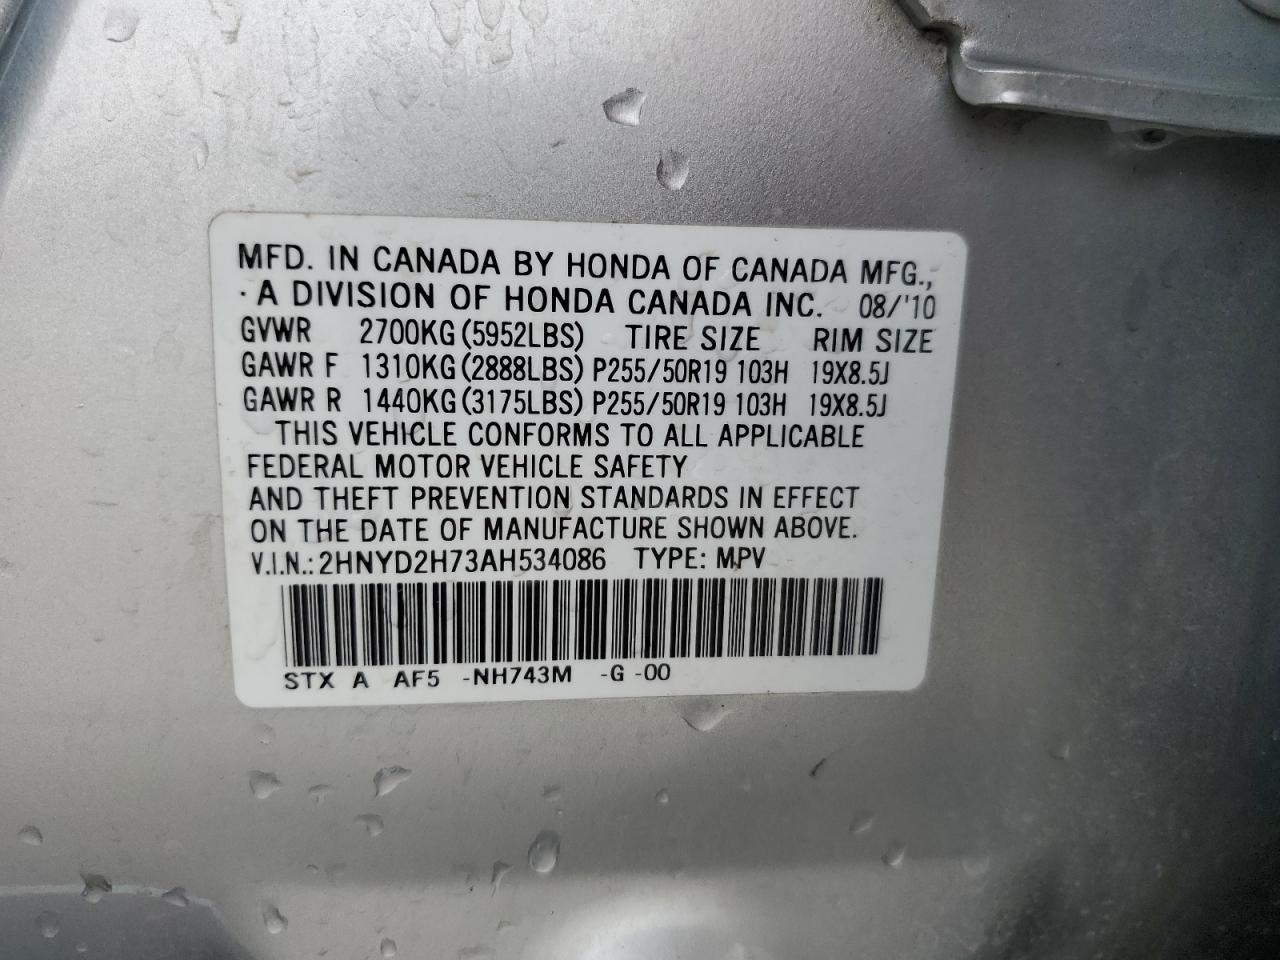 MFD. IN CANADA BY HONDA OF CANADA MFG.,
A DIVISION OF HONDA CANADA INC. 08/'10
GVWR 2700KG (5952LBS) TIRE SIZE RIM SIZE
GAWR F 1310KG (2888LBS) P255/50R19 103H 19X8.5J
GAWR R 1440KG (3175LBS) P255/50R19 103H 19X8.5J
THIS VEHICLE CONFORMS TO ALL APPLICABLE
FEDERAL MOTOR VEHICLE SAFETY
AND THEFT PREVENTION STANDARDS IN EFFECT
ON THE DATE OF MANUFACTURE SHOWN ABOVE.
V.I.N.: 2HNYD2H73AH534086 TYPE: MPV
STX A AF5 -NH743M -G -00